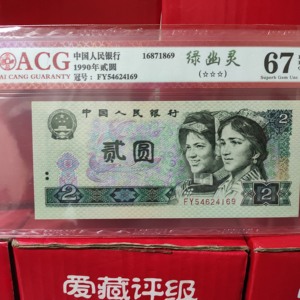 ACG
AI CANG GUARANTY
中国人民银行
1990年贰圆
冠号：FY54624169
16871869
绿幽灵
(☆☆☆)
67
Superb Gem Unc
中国人民银行
贰圆
2
2
FY54624169
爱藏评级